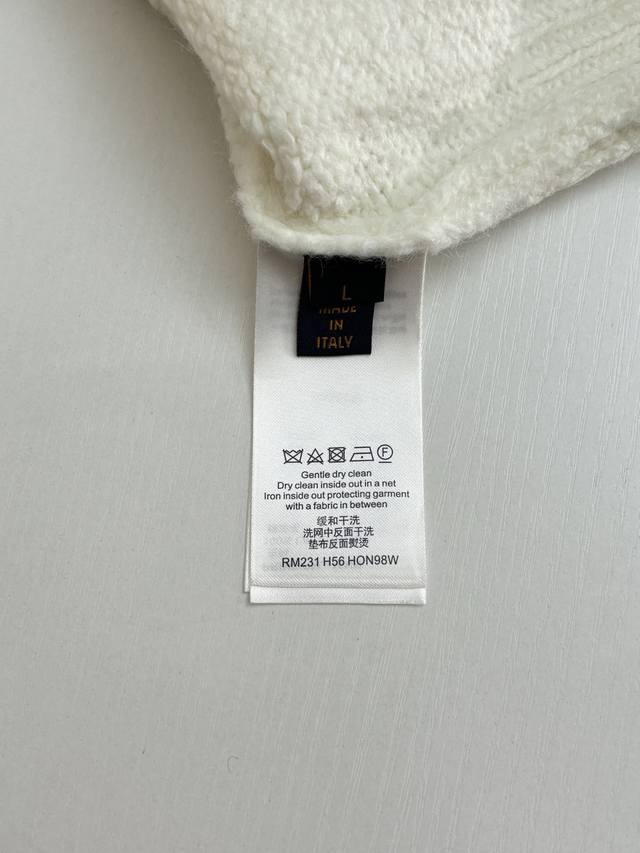 L
MADE
IN
ITALY
F
Gentle dry clean
Dry clean inside out in a net
Iron inside out protecting garment
with a fabric in between
缓和干洗
洗网中反面干洗
垫布反面熨烫
RM231 H56 HON98W